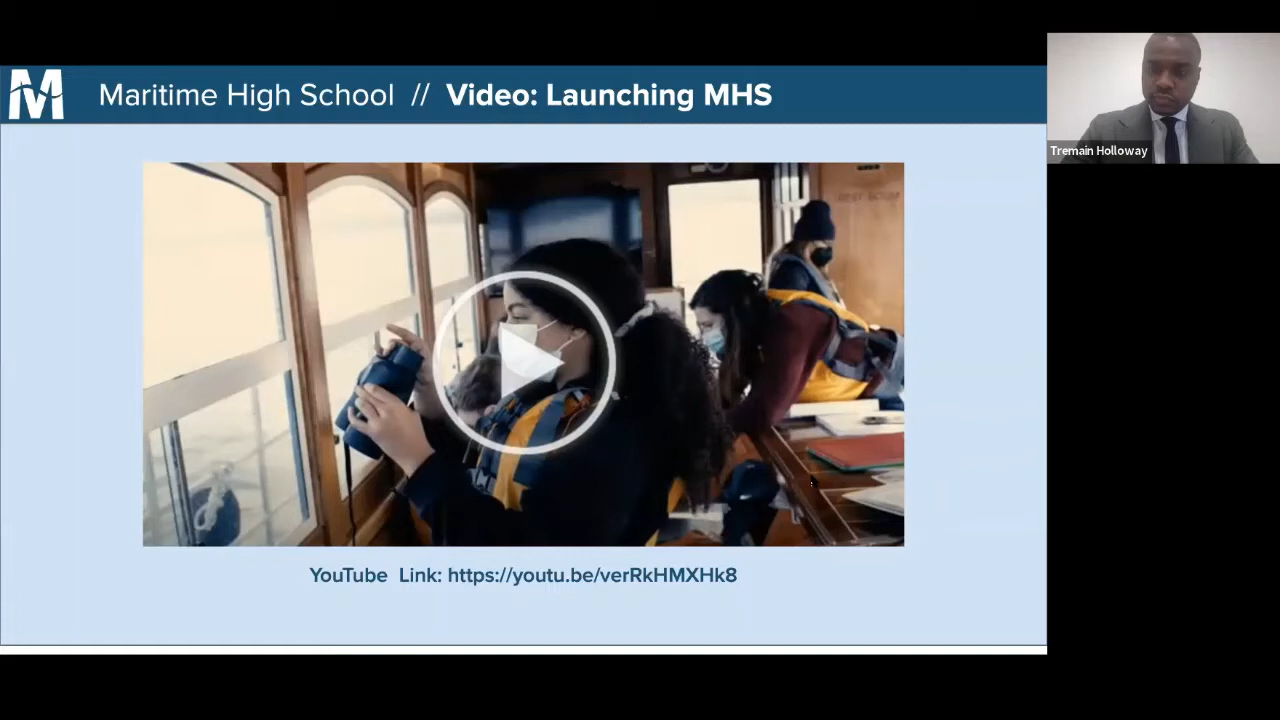 M
Maritime High School // Video: Launching MHS
Tremain Holloway
YouTube Link: https://youtu.be/verRkHMXHk8